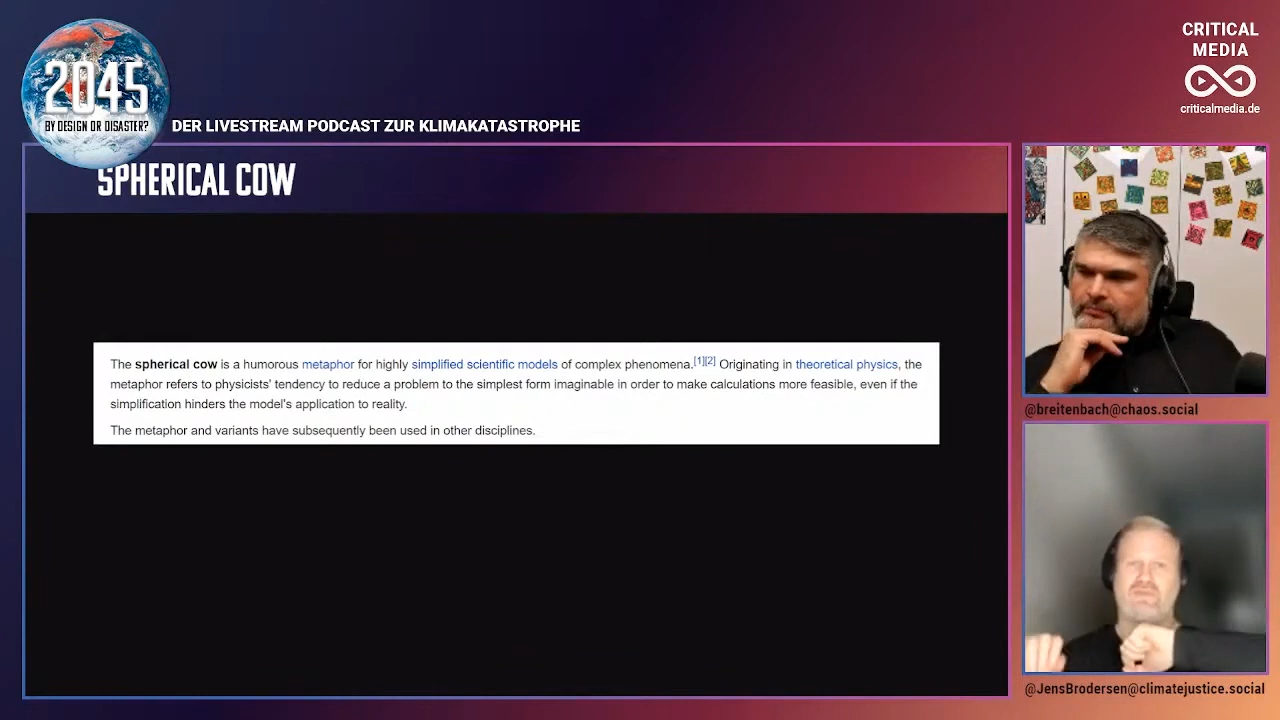 2045
BY DESIGN OR DISASTER?
DER LIVESTREAM PODCAST ZUR KLIMAKATASTROPHE
CRITICAL
MEDIA
criticalmedia.de
SPHERICAL COW
The spherical cow is a humorous metaphor for highly simplified scientific models of complex phenomena.[1][2] Originating in theoretical physics, the
metaphor refers to physicists' tendency to reduce a problem to the simplest form imaginable in order to make calculations more feasible, even if the
simplification hinders the model's application to reality.
The metaphor and variants have subsequently been used in other disciplines.
@breitenbach@chaos.social
@JensBrodersen@climatejustice.social